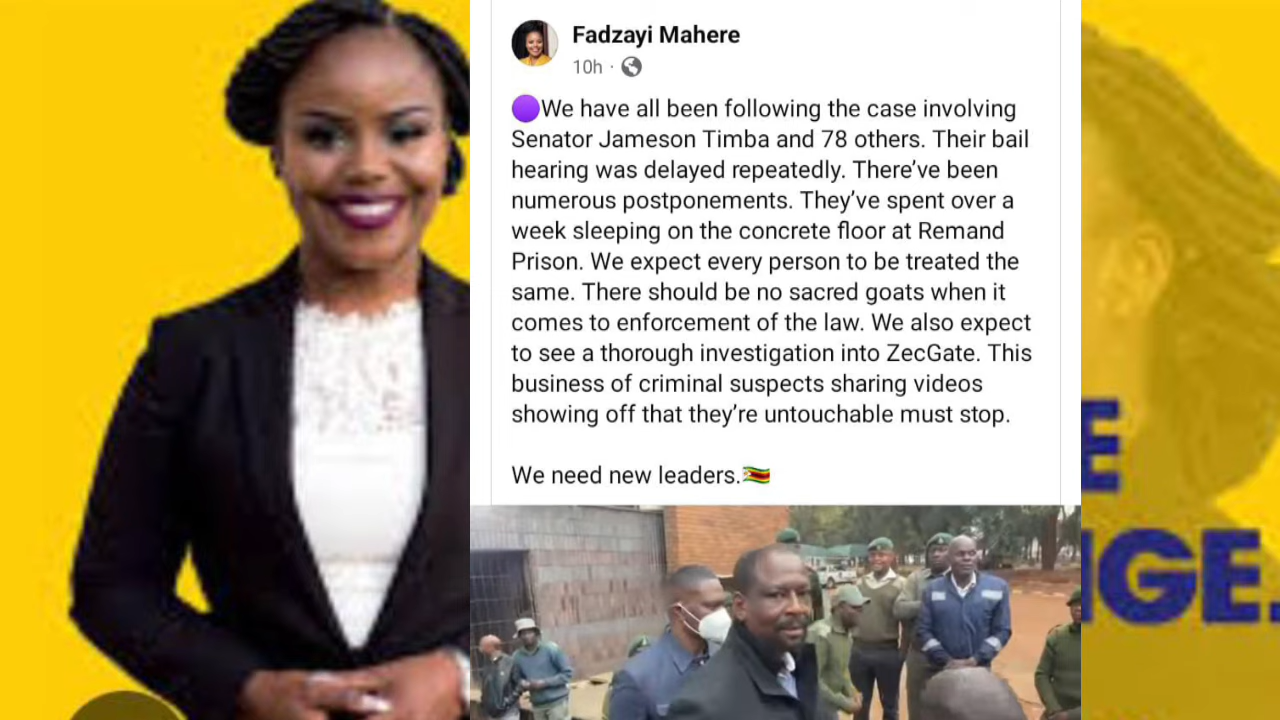 Fadzayi Mahere
10h ·
🟣We have all been following the case involving
Senator Jameson Timba and 78 others. Their bail
hearing was delayed repeatedly. There’ve been
numerous postponements. They’ve spent over a
week sleeping on the concrete floor at Remand
Prison. We expect every person to be treated the
same. There should be no sacred goats when it
comes to enforcement of the law. We also expect
to see a thorough investigation into ZecGate. This
business of criminal suspects sharing videos
showing off that they’re untouchable must stop.
We need new leaders.🇿🇼
E
NGE.